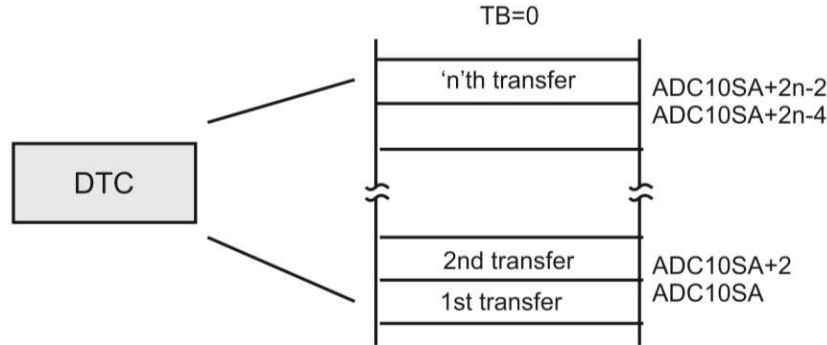 TB=0
‘n’th transfer
ADC10SA+2n-2
ADC10SA+2n-4
DTC
2nd transfer
ADC10SA+2
1st transfer
ADC10SA